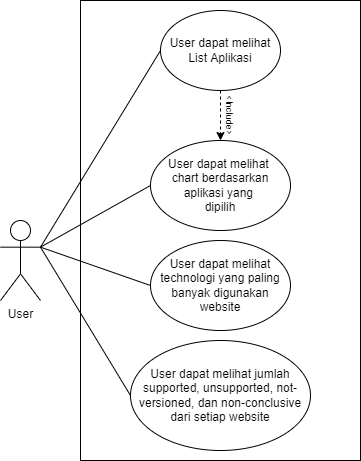 User dapat melihat
List Aplikasi
< Include>
User dapat melihat
chart berdasarkan
aplikasi yang
dipilih
User dapat melihat
technologi yang paling
banyak digunakan
website
User
User dapat melihat jumlah
supported, unsupported, not-
versioned, dan non-conclusive
dari setiap website